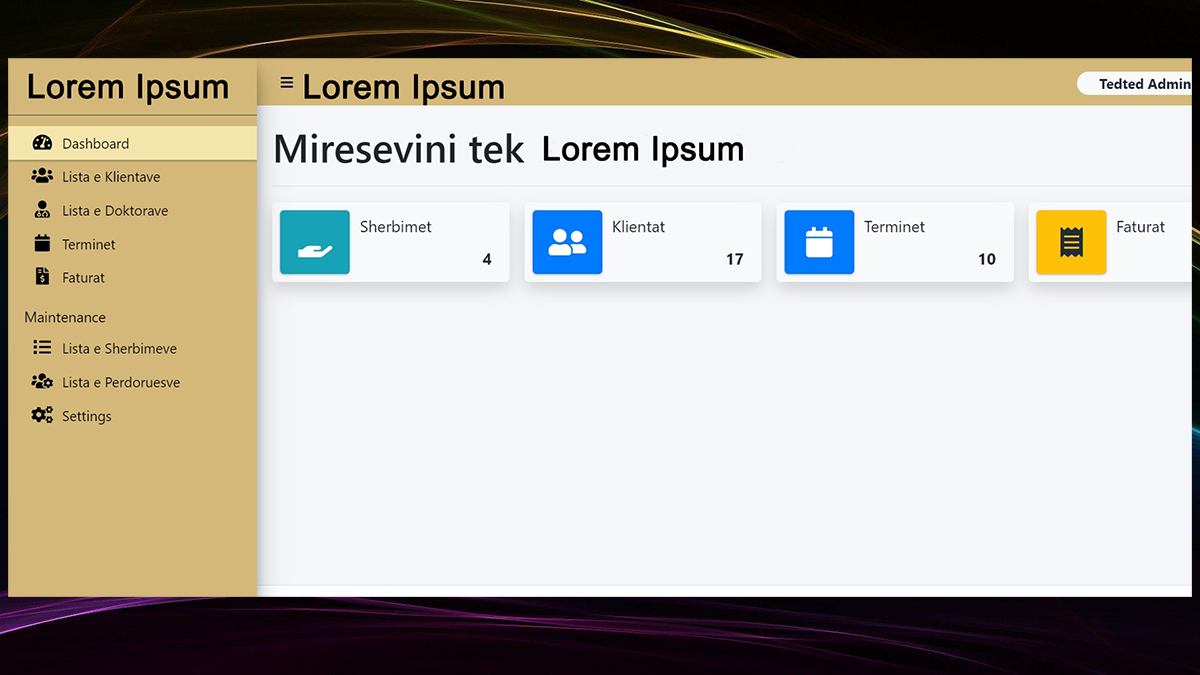 Lorem Ipsum
Dashboard
Lista e Klientave
Lista e Doktorave
Terminet
Faturat
Maintenance
Lista e Sherbimeve
Lista e Perdoruesve
Settings
Lorem Ipsum
Tedted Admin
Miresevini tek Lorem Ipsum
Sherbimet
4
Klientat
17
Terminet
10
Faturat